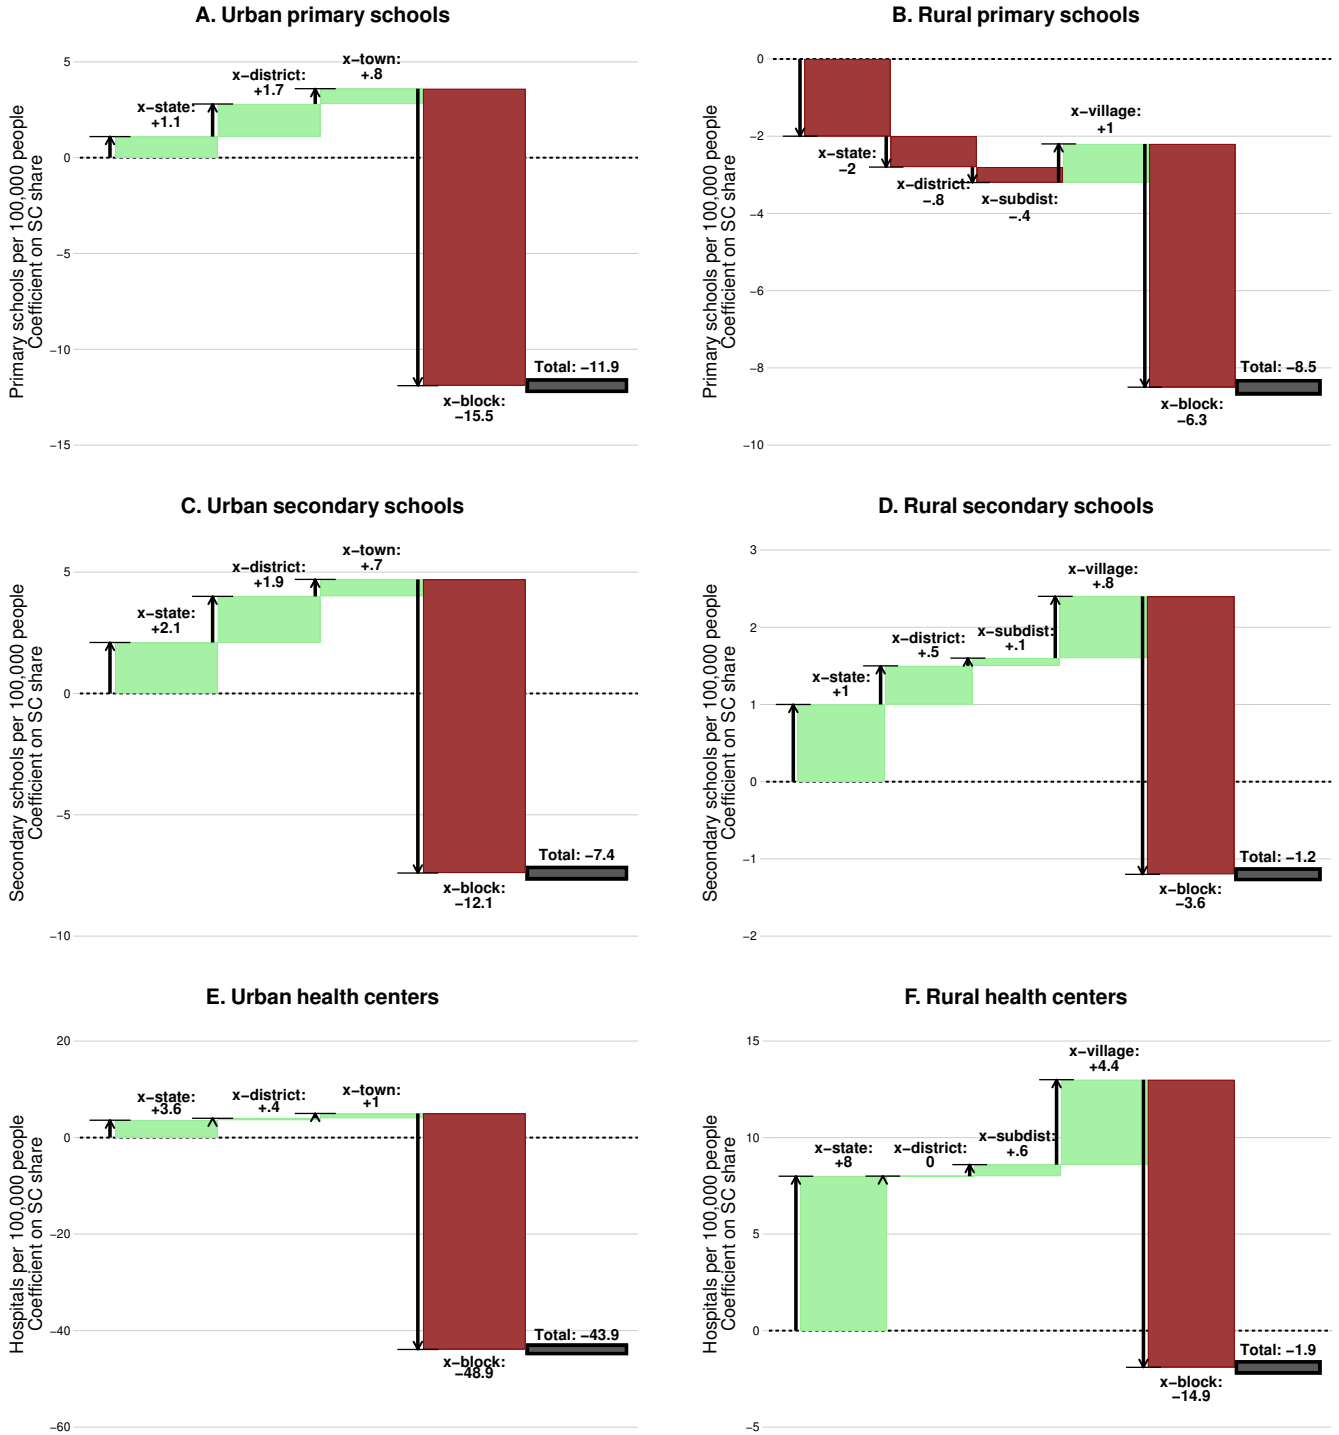 A. Urban primary schools
Primary schools per 100,000 people
Coefficient on SC share
5
0
−5
−10
−15
x−state:
+1.1
x−district:
+1.7
x−town:
+.8
x−block:
−15.5
Total: −11.9
B. Rural primary schools
Primary schools per 100,000 people
Coefficient on SC share
0
−2
−4
−6
−8
−10
x−state:
−2
x−district:
−.8
x−subdist:
−.4
x−village:
+1
x−block:
−6.3
Total: −8.5
C. Urban secondary schools
Secondary schools per 100,000 people
Coefficient on SC share
5
0
−5
−10
x−state:
+2.1
x−district:
+1.9
x−town:
+.7
x−block:
−12.1
Total: −7.4
D. Rural secondary schools
Secondary schools per 100,000 people
Coefficient on SC share
3
2
1
0
−1
−2
x−state:
+1
x−district:
+.5
x−subdist:
+.1
x−village:
+.8
x−block:
−3.6
Total: −1.2
E. Urban health centers
Hospitals per 100,000 people
Coefficient on SC share
20
0
−20
−40
−60
x−state:
+3.6
x−district:
+.4
x−town:
+1
x−block:
−48.9
Total: −43.9
F. Rural health centers
Hospitals per 100,000 people
Coefficient on SC share
15
10
5
0
−5
x−state:
+8
x−district:
0
x−subdist:
+.6
x−village:
+4.4
x−block:
−14.9
Total: −1.9